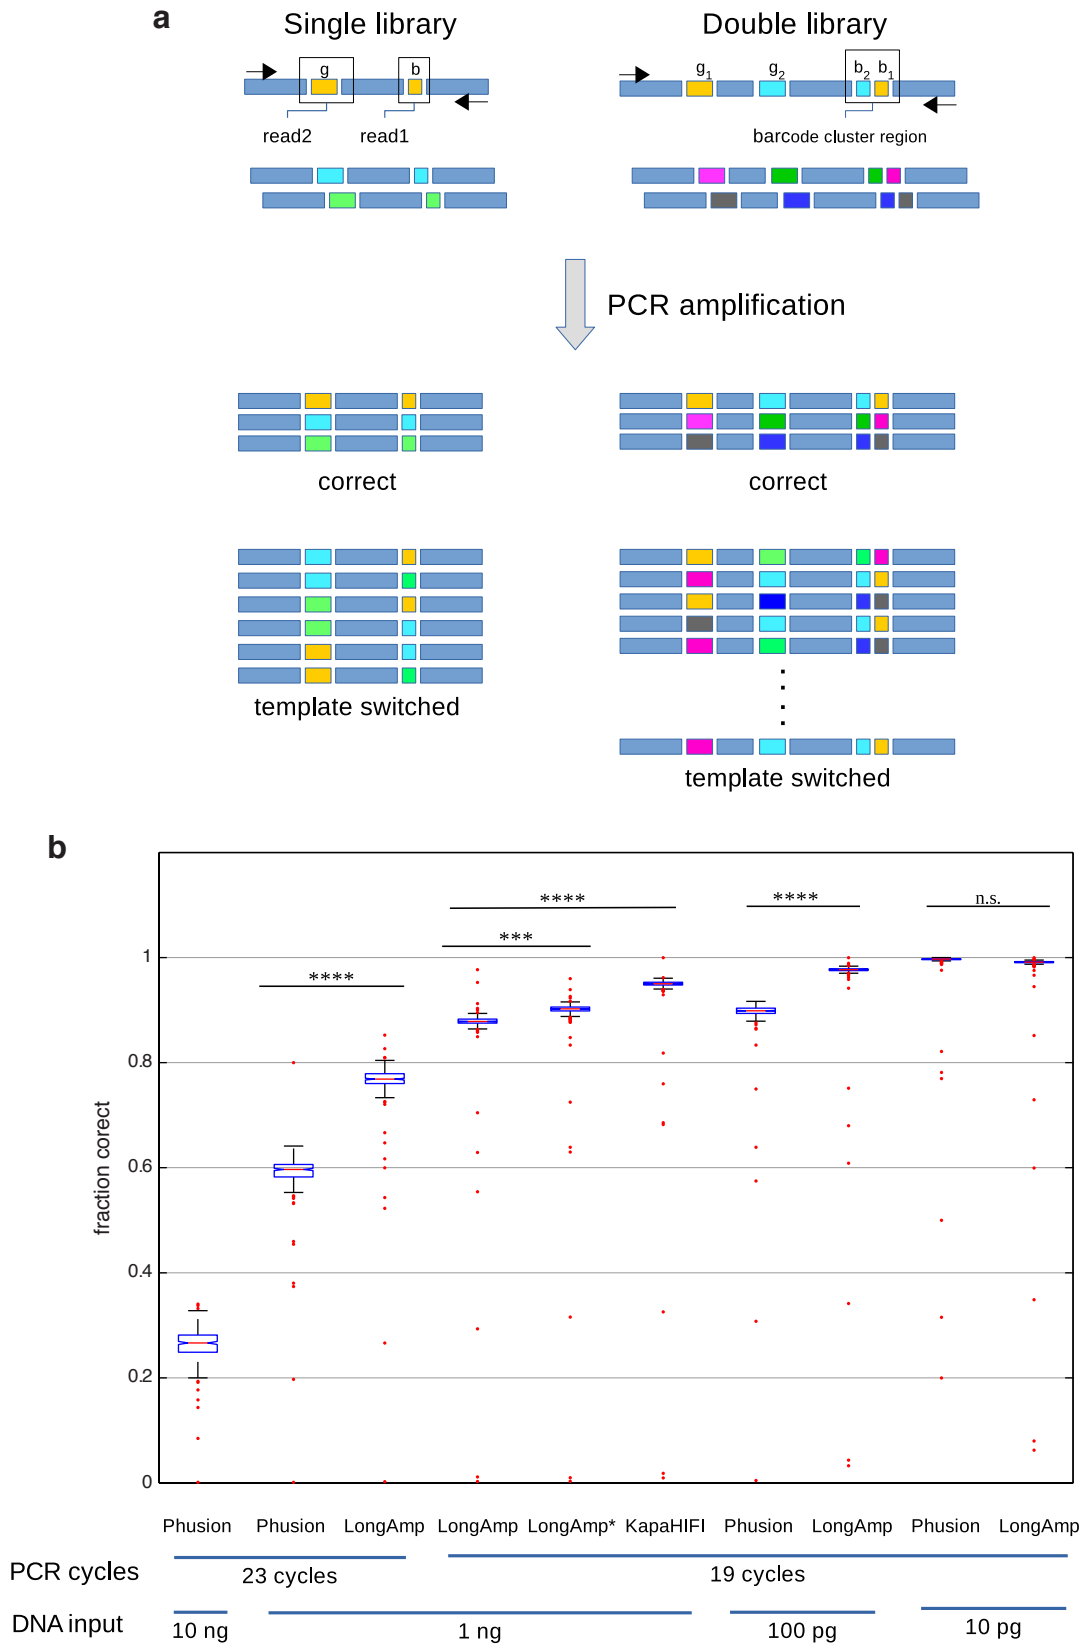 a
Single library
Double library
g
b
g1
g2
b2
b1
read2
read1
barcode cluster region
PCR amplification
correct
correct
template switched
template switched
b
fraction corect
1
0.8
0.6
0.4
0.2
0
****
***
****
****
n.s.
Phusion Phusion LongAmp LongAmp LongAmp* KapaHIFI Phusion LongAmp Phusion LongAmp
PCR cycles 23 cycles 19 cycles
DNA input 10 ng 1 ng 100 pg 10 pg